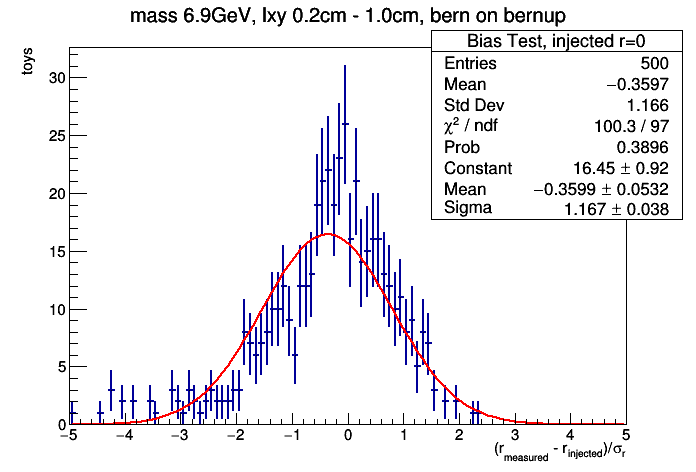 mass 6.9GeV, lxy 0.2cm - 1.0cm, bern on bernup
Bias Test, injected r=0
Entries 500
Mean −0.3597
Std Dev 1.166
χ² / ndf 100.3 / 97
Prob 0.3896
Constant 16.45 ± 0.92
Mean −0.3599 ± 0.0532
Sigma 1.167 ± 0.038
toys
30
25
20
15
10
5
0
−5 −4 −3 −2 −1 0 1 2 3 4 5
(r_measured - r_injected)/σ_r